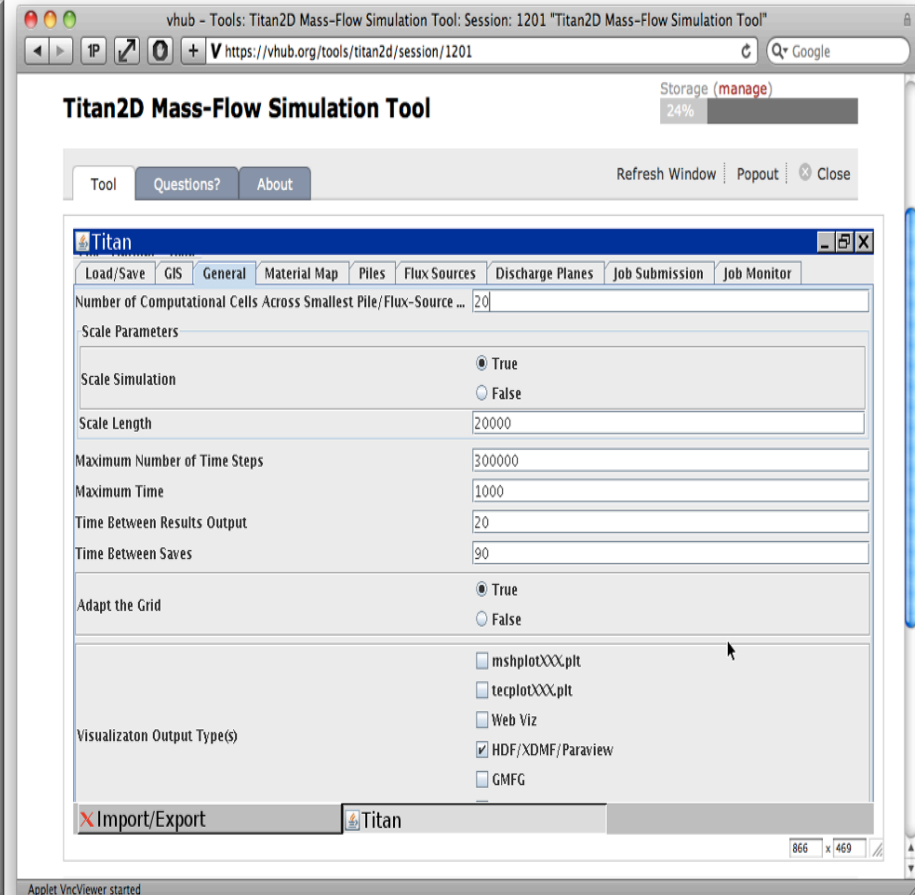 vhub - Tools: Titan2D Mass-Flow Simulation Tool: Session: 1201 "Titan2D Mass-Flow Simulation Tool"
1P + V https://vhub.org/tools/titan2d/session/1201 Google
Storage (manage)
Titan2D Mass-Flow Simulation Tool
24%
Tool Questions? About Refresh Window Popout Close
Titan
Load/Save GIS General Material Map Piles Flux Sources Discharge Planes Job Submission Job Monitor
Number of Computational Cells Across Smallest Pile/Flux-Source ... 20
Scale Parameters
Scale Simulation
True
False
Scale Length 20000
Maximum Number of Time Steps 300000
Maximum Time 1000
Time Between Results Output 20
Time Between Saves 90
Adapt the Grid
True
False
Visualizaton Output Type(s)
mshplotXXX.plt
tecplotXXX.plt
Web Viz
HDF/XDMF/Paraview
GMFG
Import/Export Titan
866 x 469
Applet VncViewer started